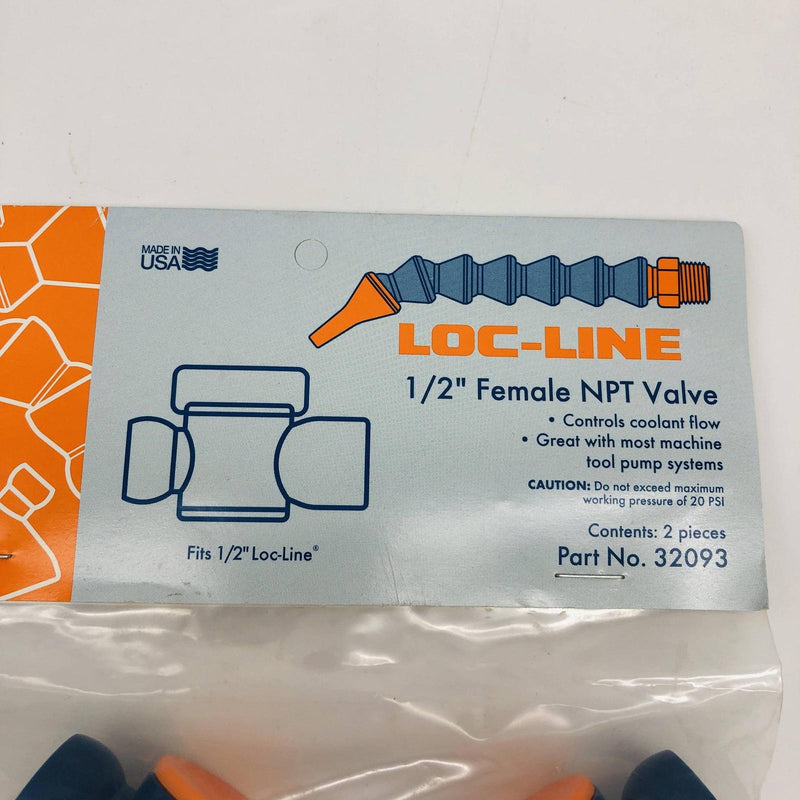 MADE IN
USA
LOC-LINE
1/2" Female NPT Valve
• Controls coolant flow
• Great with most machine
tool pump systems
CAUTION: Do not exceed maximum
working pressure of 20 PSI
Contents: 2 pieces
Part No. 32093
Fits 1/2" Loc-Line®